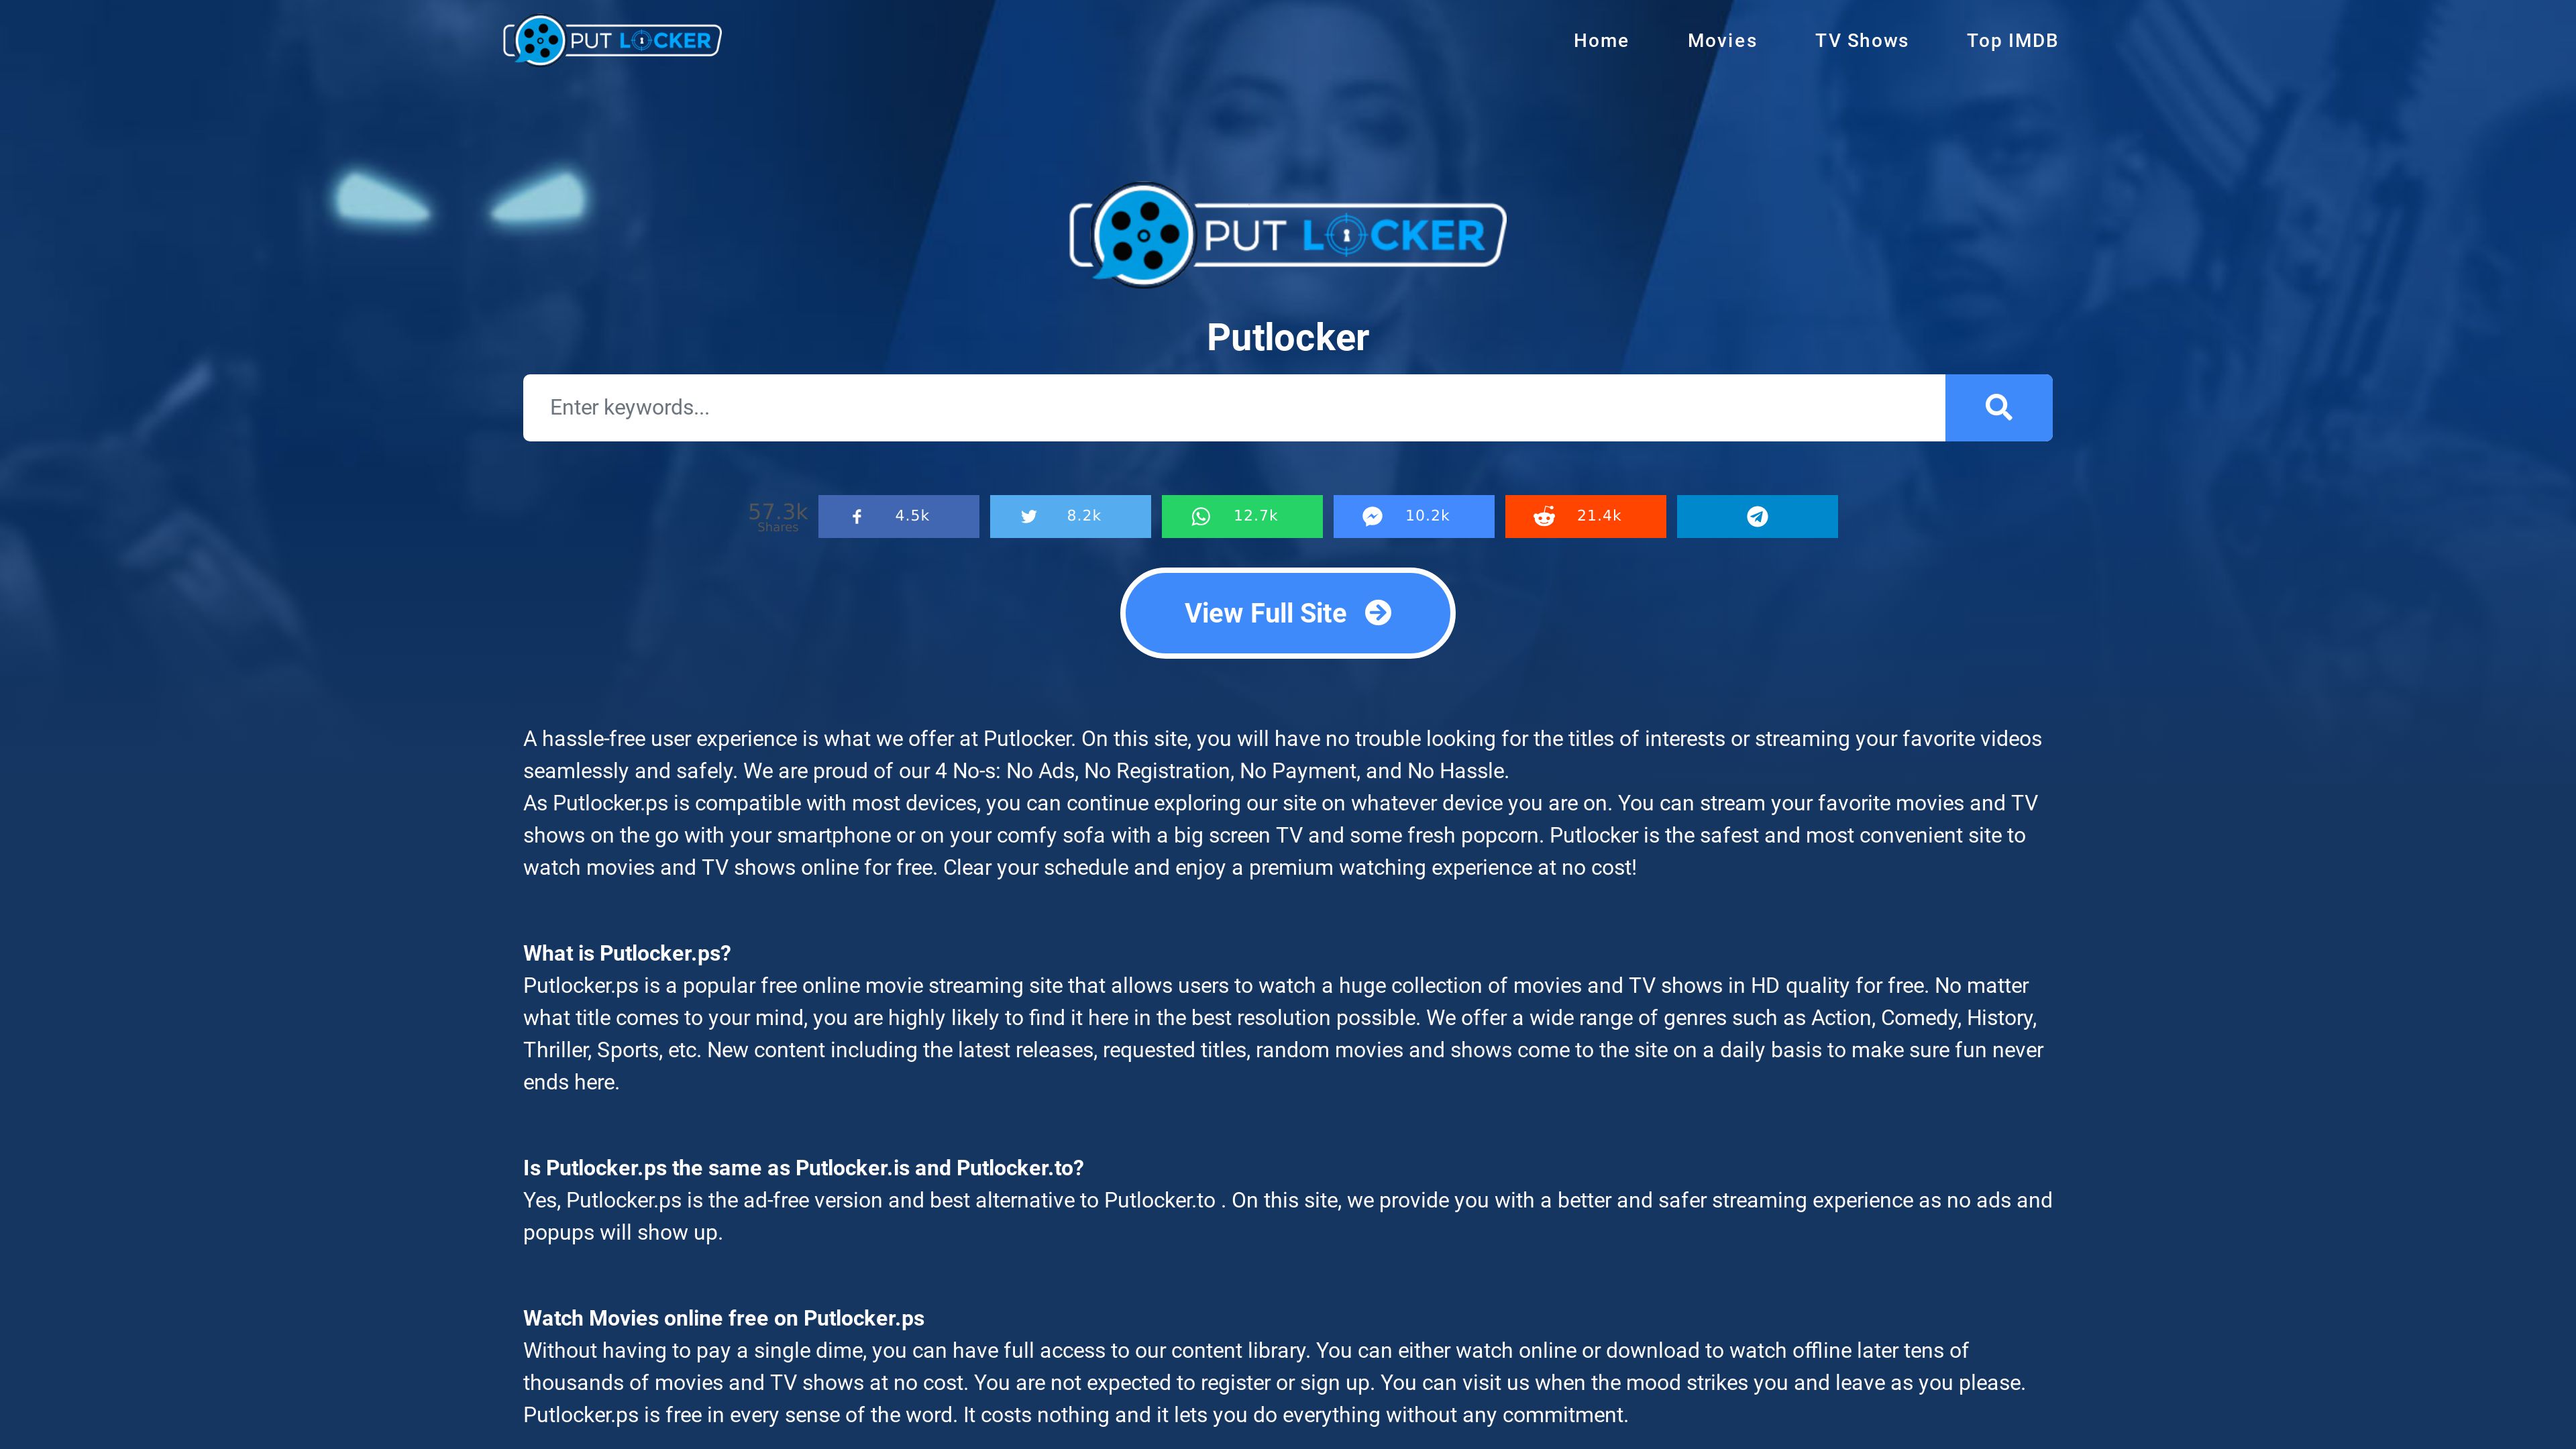 PUT LOCKER
Home
Movies
TV Shows
Top IMDB
PUT LOCKER
Putlocker
Enter keywords...
57.3k
Shares
4.5k
8.2k
12.7k
10.2k
21.4k
View Full Site
A hassle-free user experience is what we offer at Putlocker. On this site, you will have no trouble looking for the titles of interests or streaming your favorite videos
seamlessly and safely. We are proud of our 4 No-s: No Ads, No Registration, No Payment, and No Hassle.
As Putlocker.ps is compatible with most devices, you can continue exploring our site on whatever device you are on. You can stream your favorite movies and TV
shows on the go with your smartphone or on your comfy sofa with a big screen TV and some fresh popcorn. Putlocker is the safest and most convenient site to
watch movies and TV shows online for free. Clear your schedule and enjoy a premium watching experience at no cost!
What is Putlocker.ps?
Putlocker.ps is a popular free online movie streaming site that allows users to watch a huge collection of movies and TV shows in HD quality for free. No matter
what title comes to your mind, you are highly likely to find it here in the best resolution possible. We offer a wide range of genres such as Action, Comedy, History,
Thriller, Sports, etc. New content including the latest releases, requested titles, random movies and shows come to the site on a daily basis to make sure fun never
ends here.
Is Putlocker.ps the same as Putlocker.is and Putlocker.to?
Yes, Putlocker.ps is the ad-free version and best alternative to Putlocker.to . On this site, we provide you with a better and safer streaming experience as no ads and
popups will show up.
Watch Movies online free on Putlocker.ps
Without having to pay a single dime, you can have full access to our content library. You can either watch online or download to watch offline later tens of
thousands of movies and TV shows at no cost. You are not expected to register or sign up. You can visit us when the mood strikes you and leave as you please.
Putlocker.ps is free in every sense of the word. It costs nothing and it lets you do everything without any commitment.